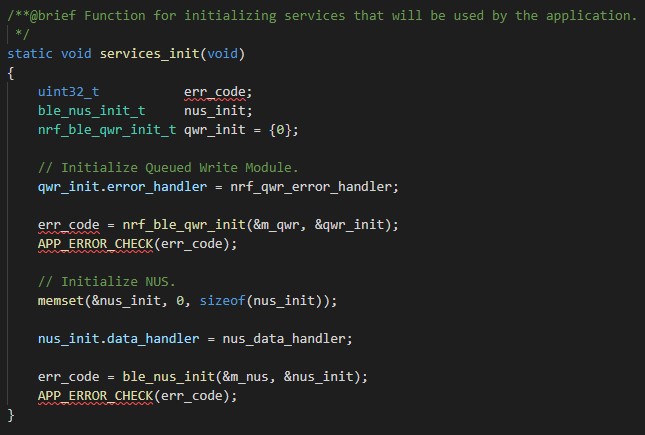 /**@brief Function for initializing services that will be used by the application.
 */
static void services_init(void)
{
    uint32_t           err_code;
    ble_nus_init_t     nus_init;
    nrf_ble_qwr_init_t qwr_init = {0};

    // Initialize Queued Write Module.
    qwr_init.error_handler = nrf_qwr_error_handler;

    err_code = nrf_ble_qwr_init(&m_qwr, &qwr_init);
    APP_ERROR_CHECK(err_code);

    // Initialize NUS.
    memset(&nus_init, 0, sizeof(nus_init));

    nus_init.data_handler = nus_data_handler;

    err_code = ble_nus_init(&m_nus, &nus_init);
    APP_ERROR_CHECK(err_code);
}